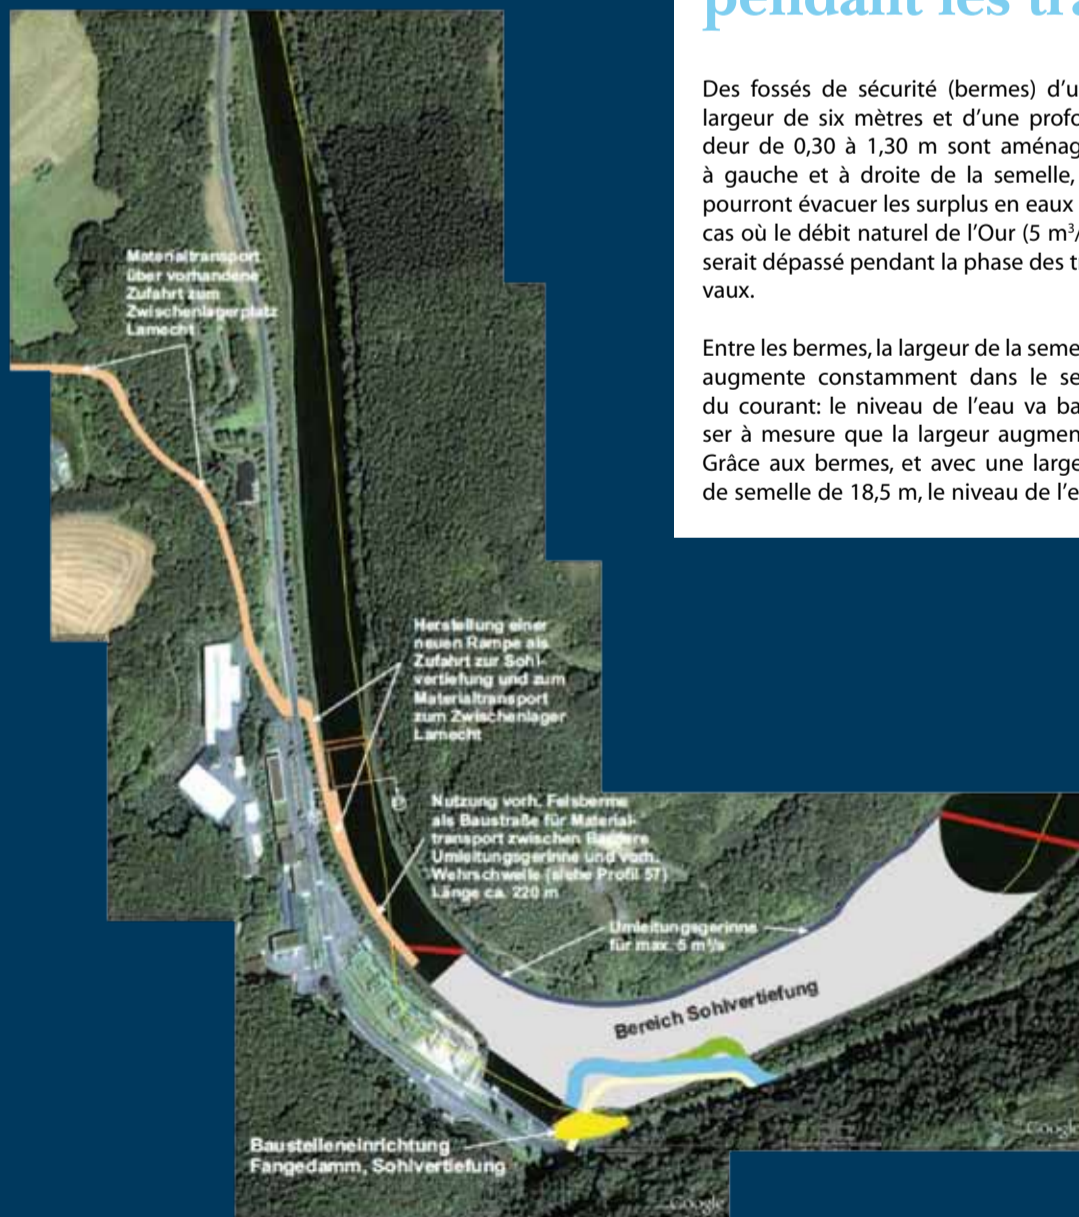 pendant les tra
Des fossés de sécurité (bermes) d'u
largeur de six mètres et d'une profo
deur de 0,30 à 1,30 m sont aménag
à gauche et à droite de la semelle,
pourront évacuer les surplus en eaux
cas où le débit naturel de l'Our (5 m³/
serait dépassé pendant la phase des tr
vaux.
Entre les bermes, la largeur de la seme
augmente constamment dans le se
du courant: le niveau de l'eau va ba
ser à mesure que la largeur augmen
Grâce aux bermes, et avec une large
de semelle de 18,5 m, le niveau de l'e
Materialtransport
über vorhandene
Zufahrt zum
Zwischenlagerplatz
Lamecht
Herstellung einer
neuen Rampe als
Zufahrt zur Sohl-
vertiefung und zum
Materialtransport
zum Zwischenlager
Lamecht
Nutzung vorh. Felsberme
als Baustraße für Material-
transport zwischen Baggere
Umleitungsgerinne und vorh.
Wehrschwelle (siehe Profil 57)
Länge ca. 220 m
Umleitungsgerinne
für max. 5 m³/s
Bereich Sohlvertiefung
Baustelleneinrichtung
Fangedamm, Sohlvertiefung
Google
Google